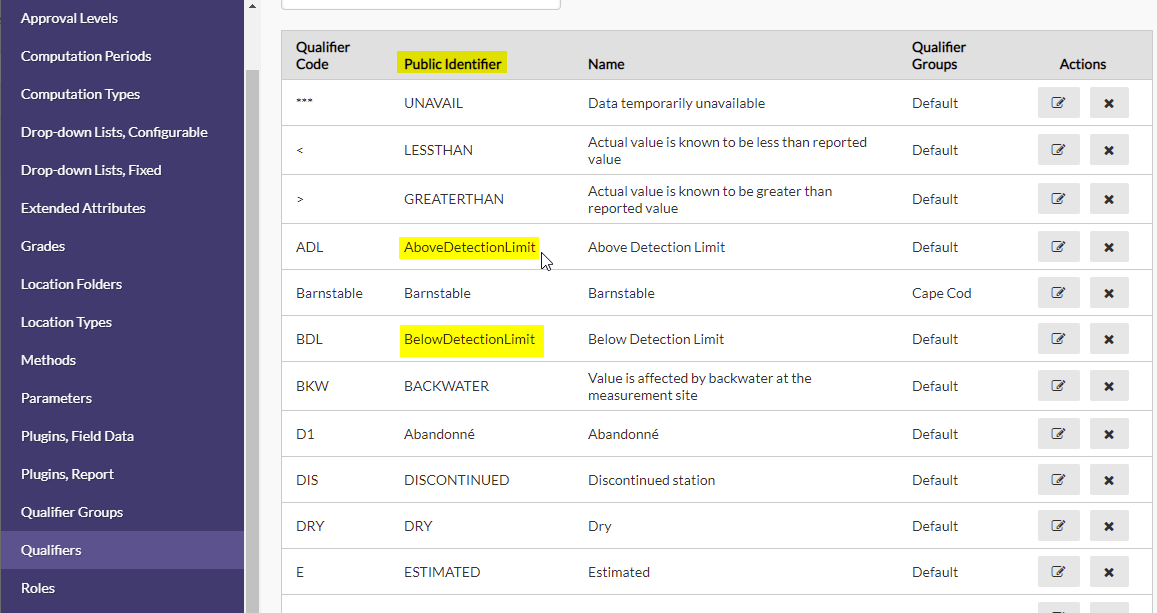 Approval Levels
Computation Periods
Computation Types
Drop-down Lists, Configurable
Drop-down Lists, Fixed
Extended Attributes
Grades
Location Folders
Location Types
Methods
Parameters
Plugins, Field Data
Plugins, Report
Qualifier Groups
Qualifiers
Roles
Qualifier Code Public Identifier Name Qualifier Groups Actions
*** UNAVAIL Data temporarily unavailable Default
< LESSTHAN Actual value is known to be less than reported value Default
> GREATERTHAN Actual value is known to be greater than reported value Default
ADL AboveDetectionLimit Above Detection Limit Default
Barnstable Barnstable Barnstable Cape Cod
BDL BelowDetectionLimit Below Detection Limit Default
BKW BACKWATER Value is affected by backwater at the measurement site Default
D1 Abandonné Abandonné Default
DIS DISCONTINUED Discontinued station Default
DRY DRY Dry Default
E ESTIMATED Estimated Default